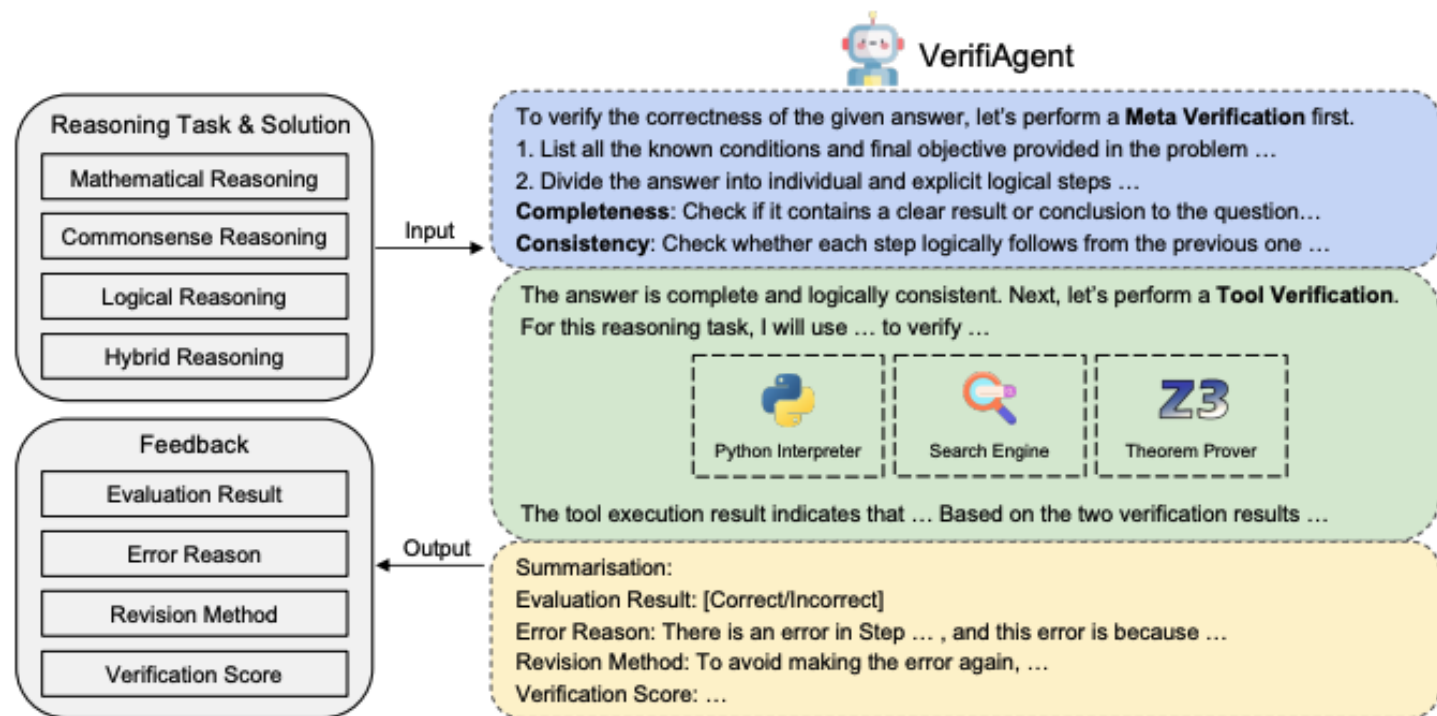 VerifiAgent
Reasoning Task & Solution
Mathematical Reasoning
Commonsense Reasoning
Logical Reasoning
Hybrid Reasoning
Input
To verify the correctness of the given answer, let's perform a Meta Verification first.
1. List all the known conditions and final objective provided in the problem …
2. Divide the answer into individual and explicit logical steps …
Completeness: Check if it contains a clear result or conclusion to the question…
Consistency: Check whether each step logically follows from the previous one …
The answer is complete and logically consistent. Next, let's perform a Tool Verification.
For this reasoning task, I will use … to verify …
Python Interpreter
Search Engine
Z3
Theorem Prover
The tool execution result indicates that … Based on the two verification results …
Summarisation:
Evaluation Result: [Correct/Incorrect]
Error Reason: There is an error in Step … , and this error is because …
Revision Method: To avoid making the error again, …
Verification Score: …
Output
Feedback
Evaluation Result
Error Reason
Revision Method
Verification Score